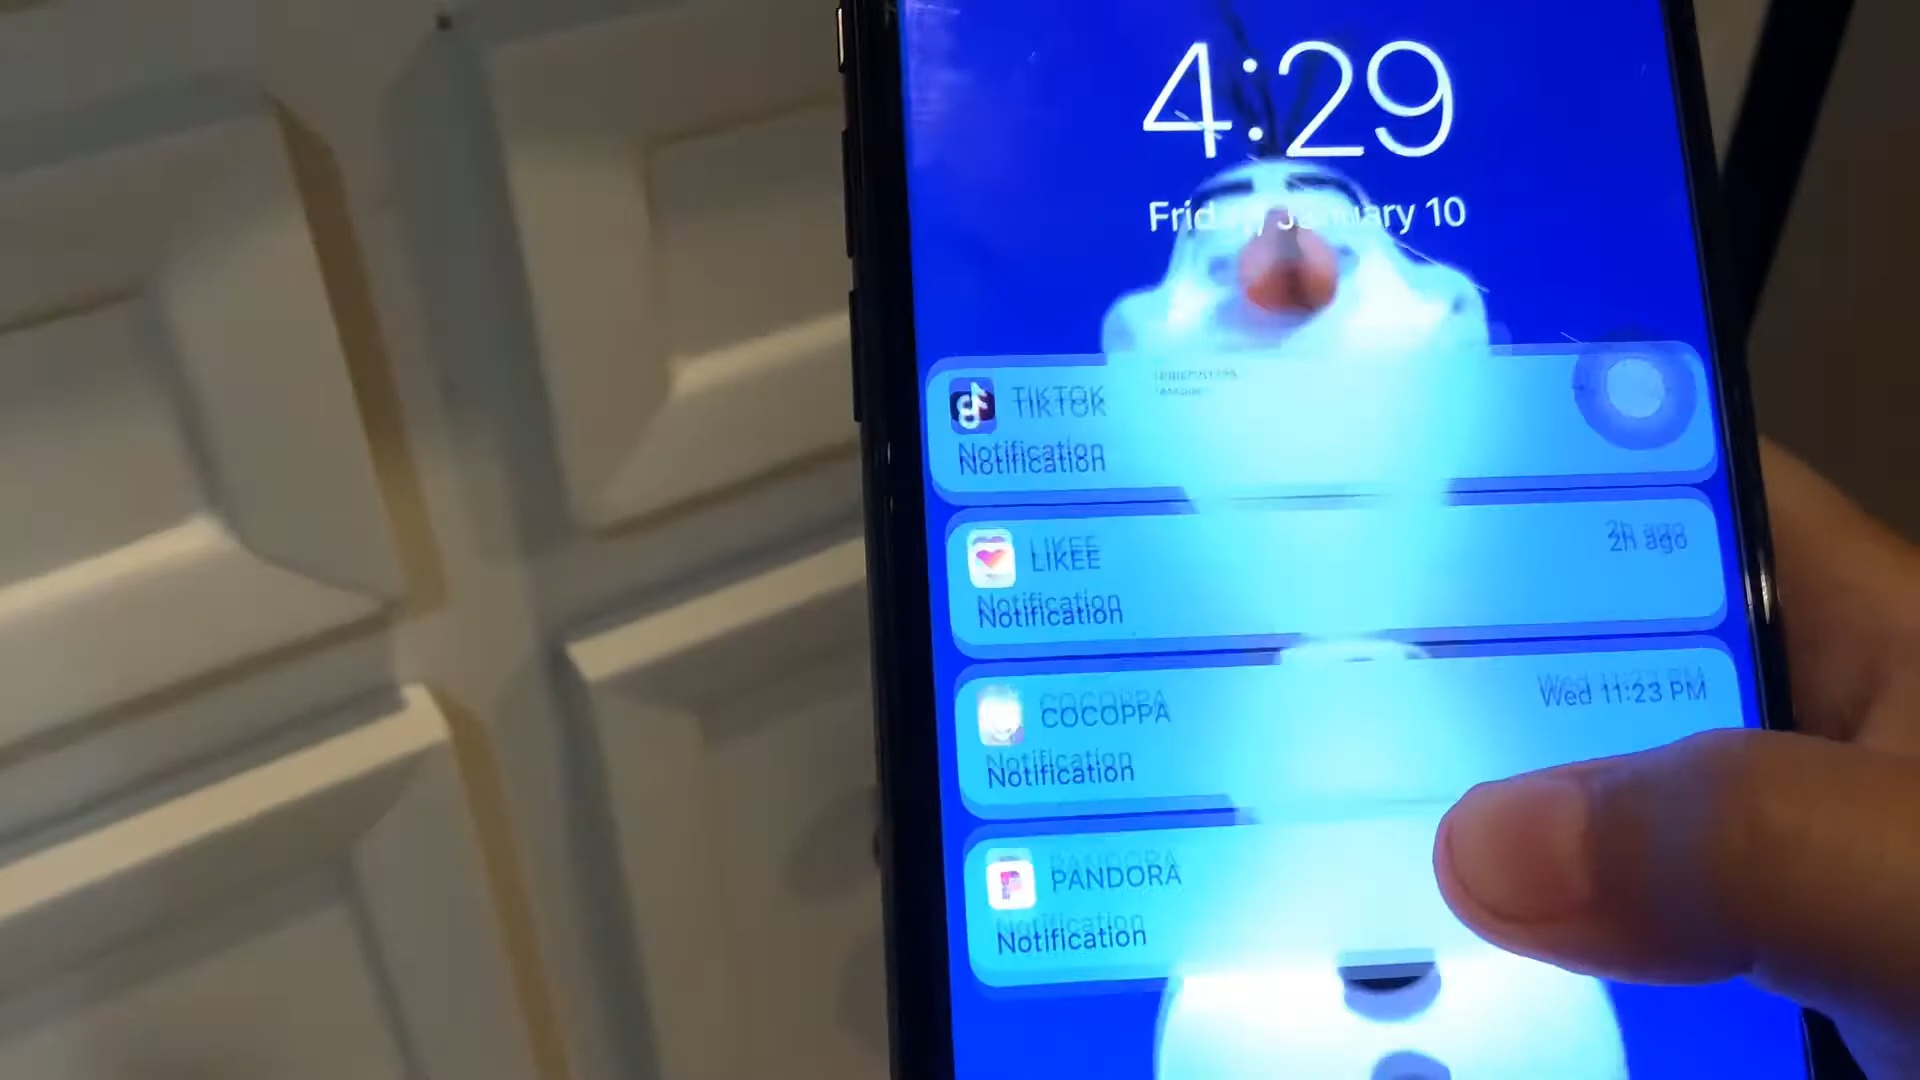 4:29
Friday, January 10
TIKTOK
Notification
LIKEE
2h ago
Notification
COCOPPA
Wed 11:23 PM
Notification
PANDORA
Notification